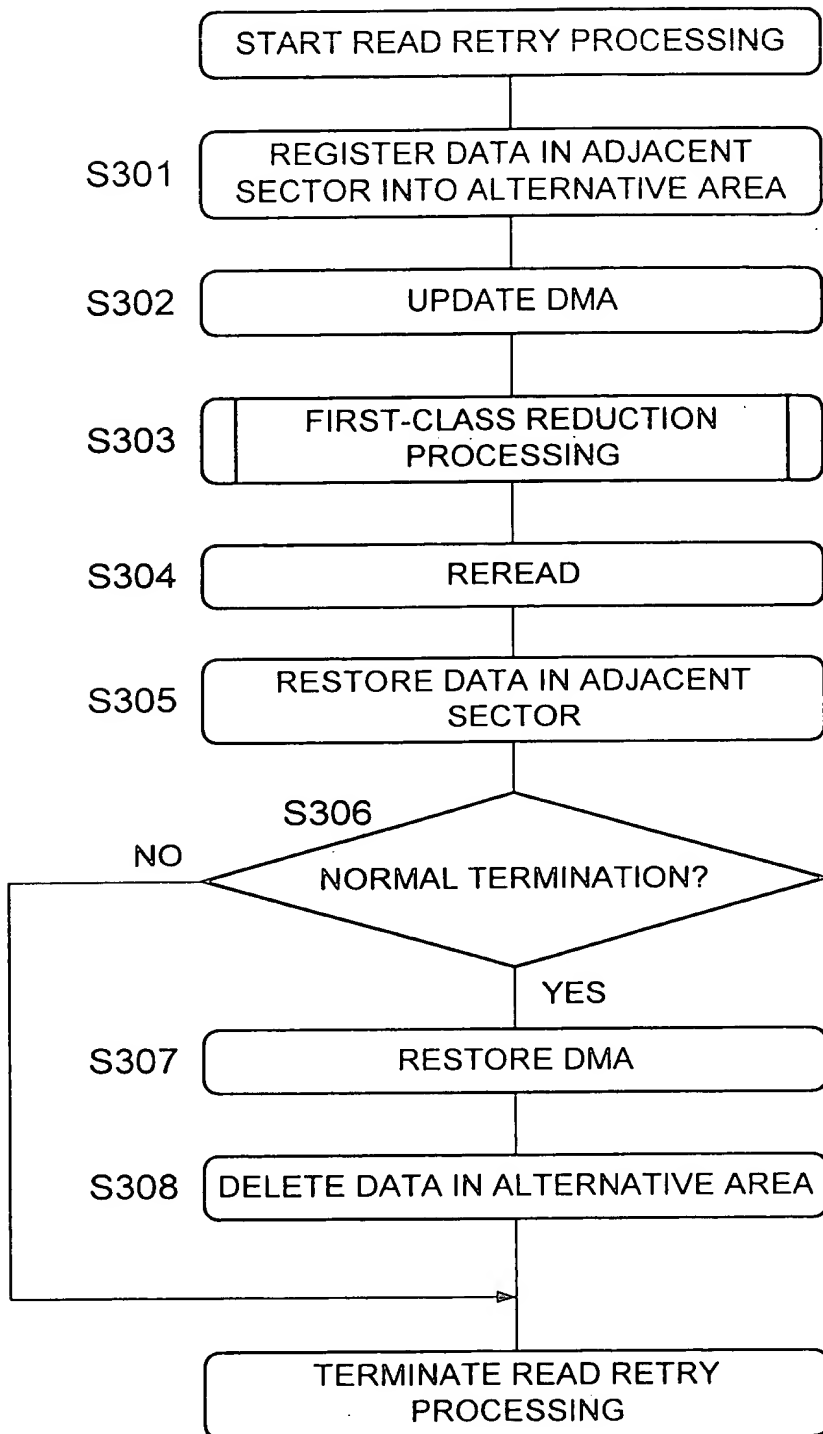 START READ RETRY PROCESSING
S301
REGISTER DATA IN ADJACENT
SECTOR INTO ALTERNATIVE AREA
S302
UPDATE DMA
S303
FIRST-CLASS REDUCTION
PROCESSING
S304
REREAD
S305
RESTORE DATA IN ADJACENT
SECTOR
S306
NO
NORMAL TERMINATION?
YES
S307
RESTORE DMA
S308
DELETE DATA IN ALTERNATIVE AREA
TERMINATE READ RETRY
PROCESSING